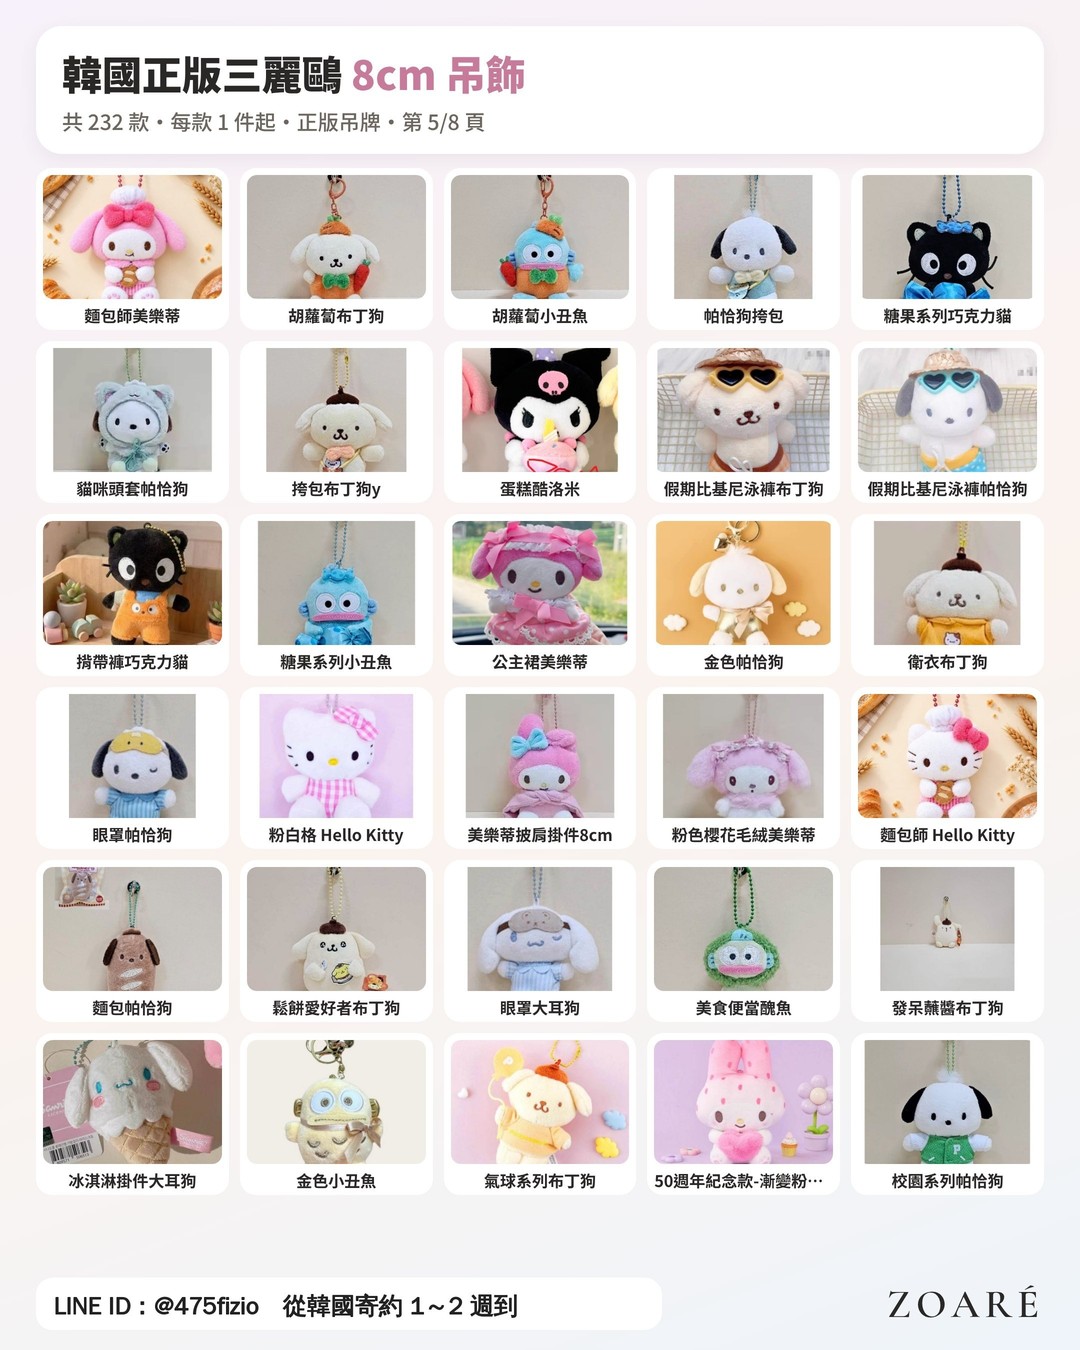 韓國正版三麗鷗 8cm 吊飾
共 232 款・每款 1 件起・正版吊牌・第 5/8 頁
麵包師美樂蒂
胡蘿蔔布丁狗
胡蘿蔔小丑魚
帕恰狗挎包
糖果系列巧克力貓
貓咪頭套帕恰狗
挎包布丁狗y
蛋糕酷洛米
假期比基尼泳褲布丁狗
假期比基尼泳褲帕恰狗
揹帶褲巧克力貓
糖果系列小丑魚
公主裙美樂蒂
金色帕恰狗
衛衣布丁狗
眼罩帕恰狗
粉白格 Hello Kitty
美樂蒂披肩掛件8cm
粉色櫻花毛絨美樂蒂
麵包師 Hello Kitty
麵包帕恰狗
鬆餅愛好者布丁狗
眼罩大耳狗
美食便當醜魚
發呆蘸醬布丁狗
冰淇淋掛件大耳狗
金色小丑魚
氣球系列布丁狗
50週年紀念款-漸變粉…
校園系列帕恰狗
P
LINE ID：@475fizio 從韓國寄約 1~2 週到
ZOARÉ